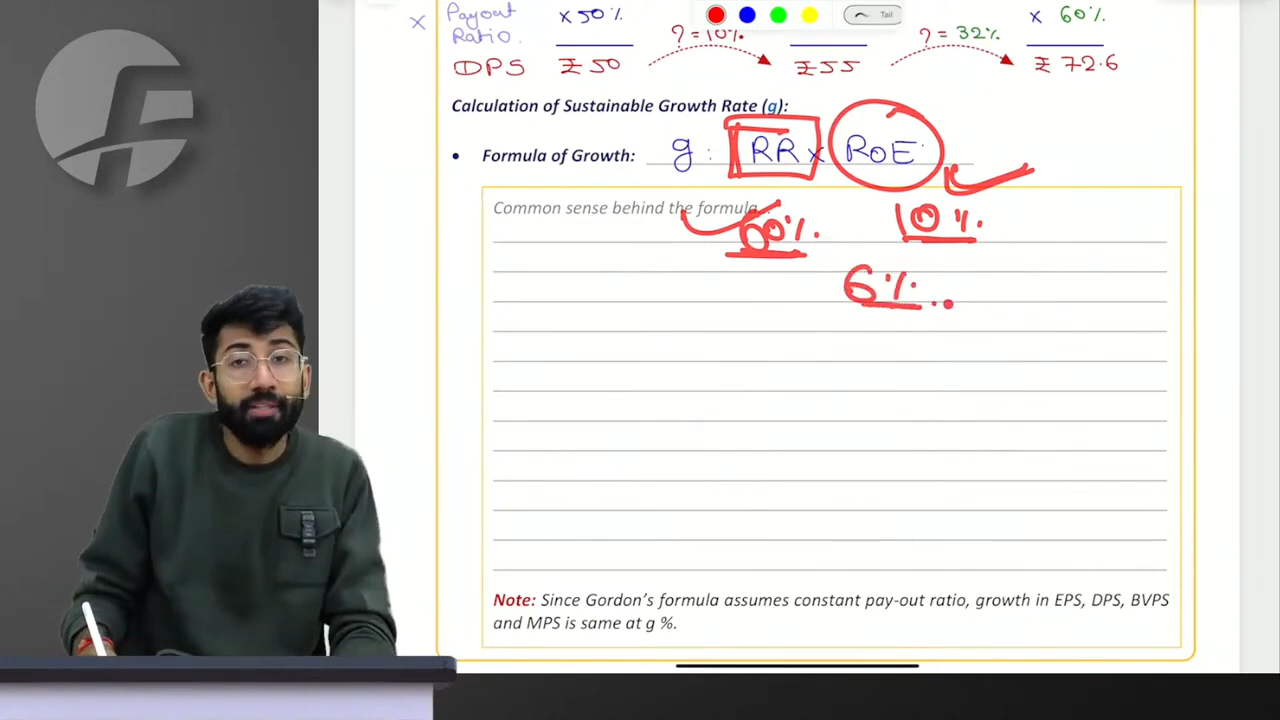 × Payout Ratio. × 50% ? = 10% ? = 32% × 60%
Tail
DPS ₹50 ₹55 ₹72.6
Calculation of Sustainable Growth Rate (g):
• Formula of Growth: g : RR × RoE
Common sense behind the formula
60% 10%
6% ..
Note: Since Gordon's formula assumes constant pay-out ratio, growth in EPS, DPS, BVPS
and MPS is same at g %.